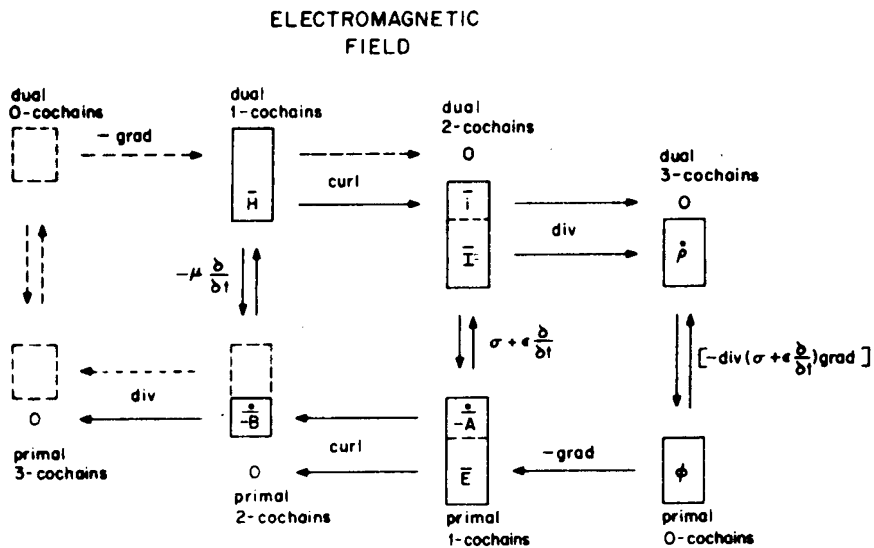 ELECTROMAGNETIC
FIELD
dual
0-cochains
dual
1-cochains
dual
2-cochains
dual
3-cochains
- grad
0
0
curl
H̅
i̅
I̅
div
ρ̇
-μ ∂/∂t
σ + ϵ ∂/∂t
[-div(σ + ϵ ∂/∂t)grad]
div
-Ḃ̅
-Ȧ̅
0
curl
-grad
0
E̅
ϕ
primal
3-cochains
primal
2-cochains
primal
1-cochains
primal
0-cochains